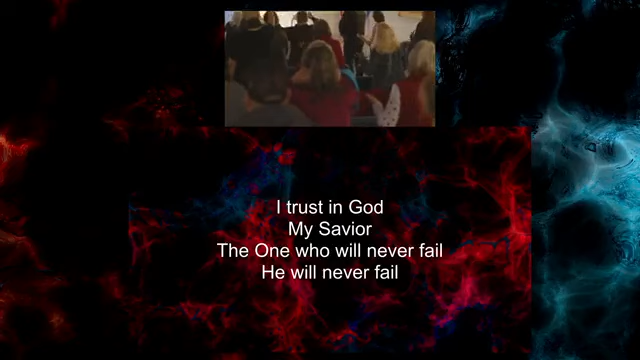 I trust in God
My Savior
The One who will never fail
He will never fail